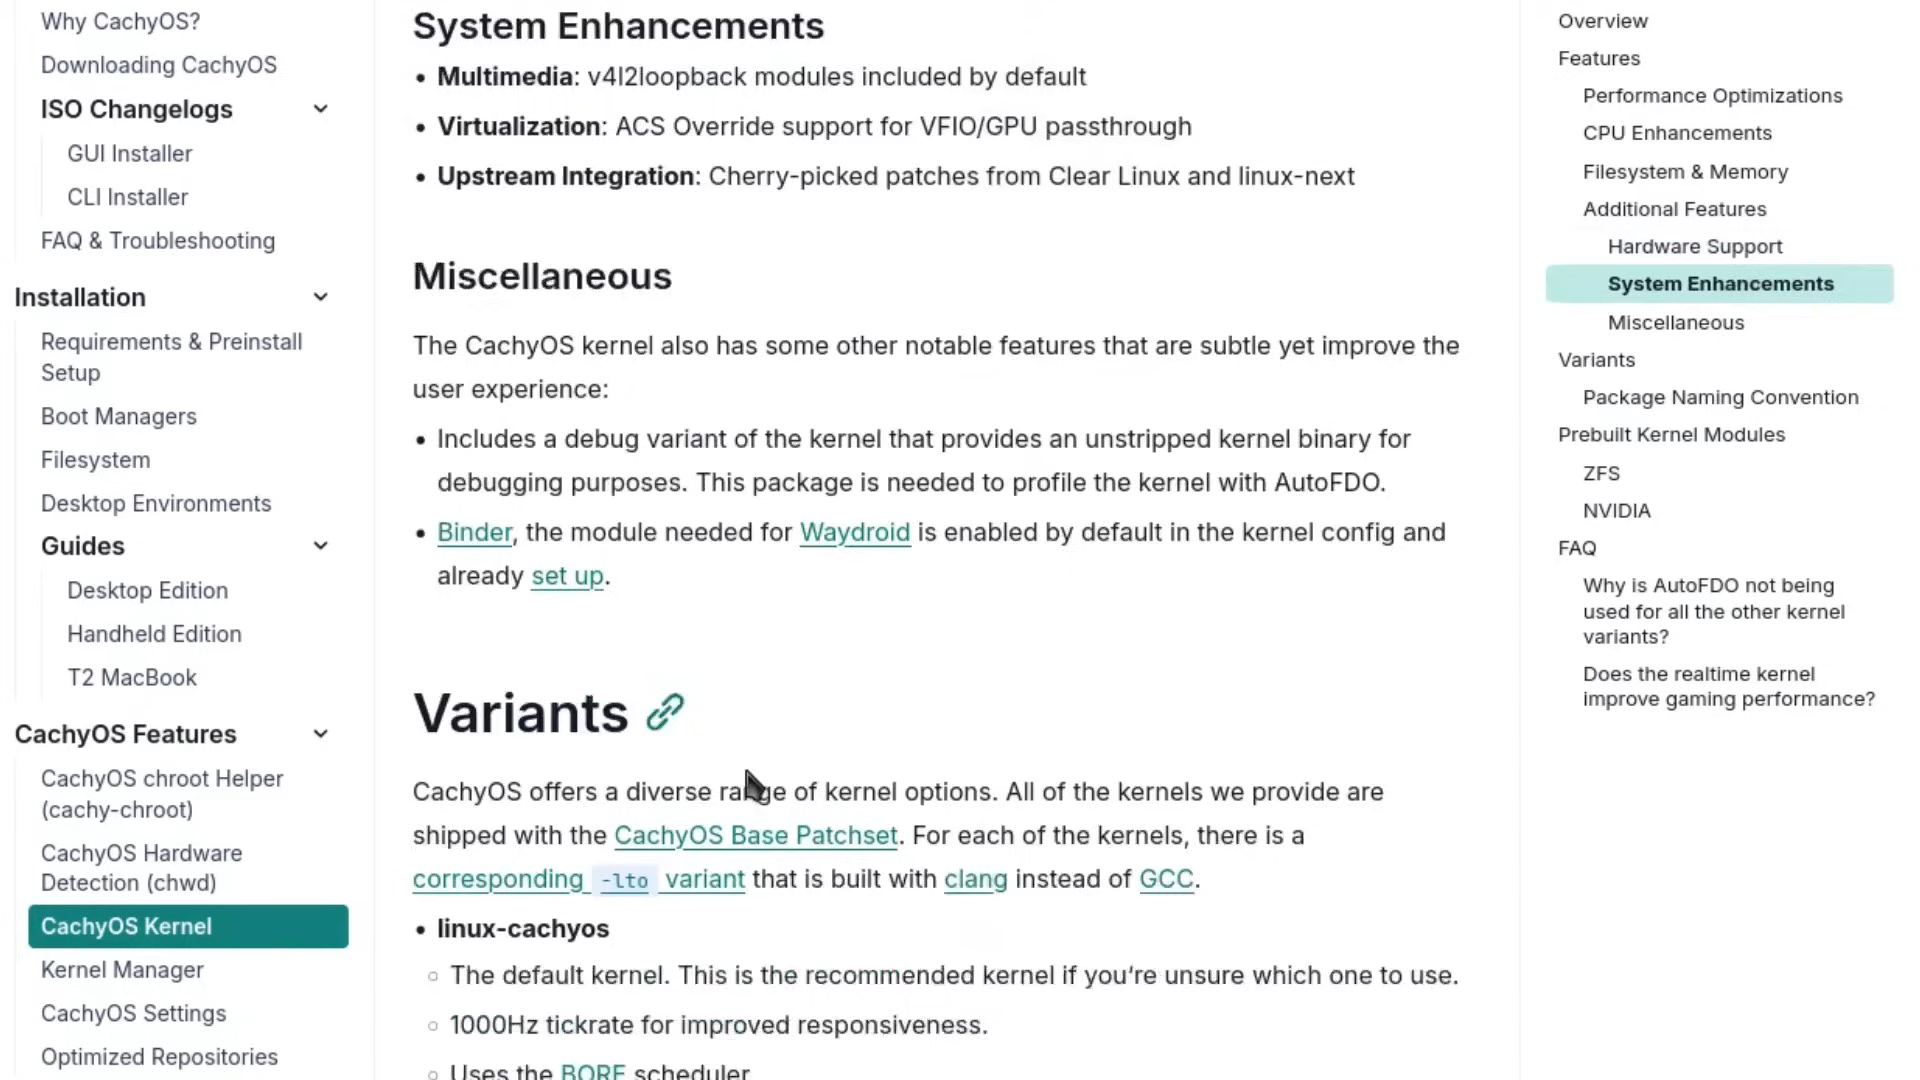 Why CachyOS?
Downloading CachyOS
ISO Changelogs
GUI Installer
CLI Installer
FAQ & Troubleshooting
Installation
Requirements & Preinstall
Setup
Boot Managers
Filesystem
Desktop Environments
Guides
Desktop Edition
Handheld Edition
T2 MacBook
CachyOS Features
CachyOS chroot Helper
(cachy-chroot)
CachyOS Hardware
Detection (chwd)
CachyOS Kernel
Kernel Manager
CachyOS Settings
Optimized Repositories
System Enhancements
• Multimedia: v4l2loopback modules included by default
• Virtualization: ACS Override support for VFIO/GPU passthrough
• Upstream Integration: Cherry-picked patches from Clear Linux and linux-next
Miscellaneous
The CachyOS kernel also has some other notable features that are subtle yet improve the
user experience:
• Includes a debug variant of the kernel that provides an unstripped kernel binary for
debugging purposes. This package is needed to profile the kernel with AutoFDO.
• Binder, the module needed for Waydroid is enabled by default in the kernel config and
already set up.
Variants
CachyOS offers a diverse range of kernel options. All of the kernels we provide are
shipped with the CachyOS Base Patchset. For each of the kernels, there is a
corresponding -lto variant that is built with clang instead of GCC.
• linux-cachyos
○ The default kernel. This is the recommended kernel if you’re unsure which one to use.
○ 1000Hz tickrate for improved responsiveness.
○ Uses the BORE scheduler
Overview
Features
Performance Optimizations
CPU Enhancements
Filesystem & Memory
Additional Features
Hardware Support
System Enhancements
Miscellaneous
Variants
Package Naming Convention
Prebuilt Kernel Modules
ZFS
NVIDIA
FAQ
Why is AutoFDO not being
used for all the other kernel
variants?
Does the realtime kernel
improve gaming performance?